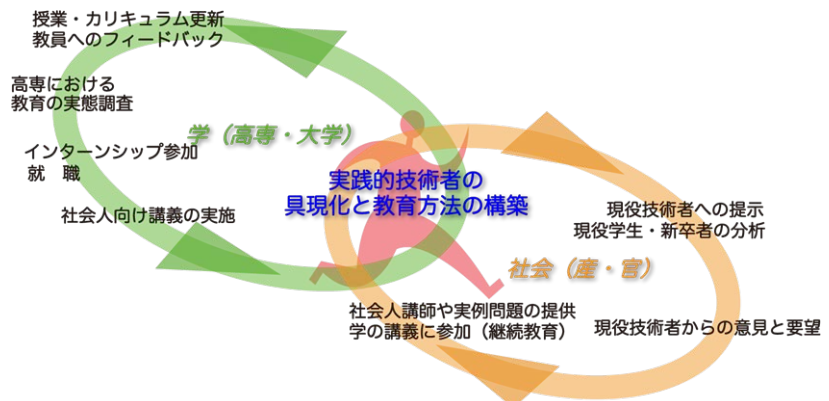 授業・カリキュラム更新
教員へのフィードバック
高専における
教育の実態調査
学（高専・大学）
インターンシップ参加
就　職
実践的技術者の
具現化と教育方法の構築
社会人向け講義の実施
現役技術者への提示
現役学生・新卒者の分析
社会（産・官）
社会人講師や実例問題の提供
学の講義に参加（継続教育）
現役技術者からの意見と要望